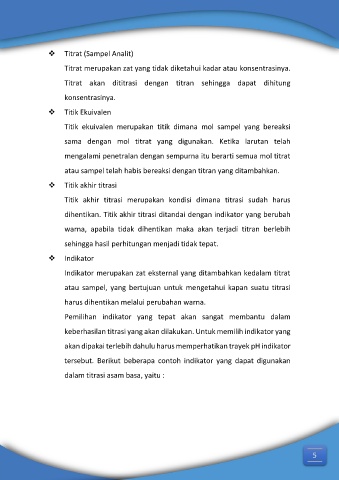 ❖ Titrat (Sampel Analit)
Titrat merupakan zat yang tidak diketahui kadar atau konsentrasinya.
Titrat akan dititrasi dengan titran sehingga dapat dihitung
konsentrasinya.
❖ Titik Ekuivalen
Titik ekuivalen merupakan titik dimana mol sampel yang bereaksi
sama dengan mol titrat yang digunakan. Ketika larutan telah
mengalami penetralan dengan sempurna itu berarti semua mol titrat
atau sampel telah habis bereaksi dengan titran yang ditambahkan.
❖ Titik akhir titrasi
Titik akhir titrasi merupakan kondisi dimana titrasi sudah harus
dihentikan. Titik akhir titrasi ditandai dengan indikator yang berubah
warna, apabila tidak dihentikan maka akan terjadi titran berlebih
sehingga hasil perhitungan menjadi tidak tepat.
❖ Indikator
Indikator merupakan zat eksternal yang ditambahkan kedalam titrat
atau sampel, yang bertujuan untuk mengetahui kapan suatu titrasi
harus dihentikan melalui perubahan warna.
Pemilihan indikator yang tepat akan sangat membantu dalam
keberhasilan titrasi yang akan dilakukan. Untuk memilih indikator yang
akan dipakai terlebih dahulu harus memperhatikan trayek pH indikator
tersebut. Berikut beberapa contoh indikator yang dapat digunakan
dalam titrasi asam basa, yaitu :
5